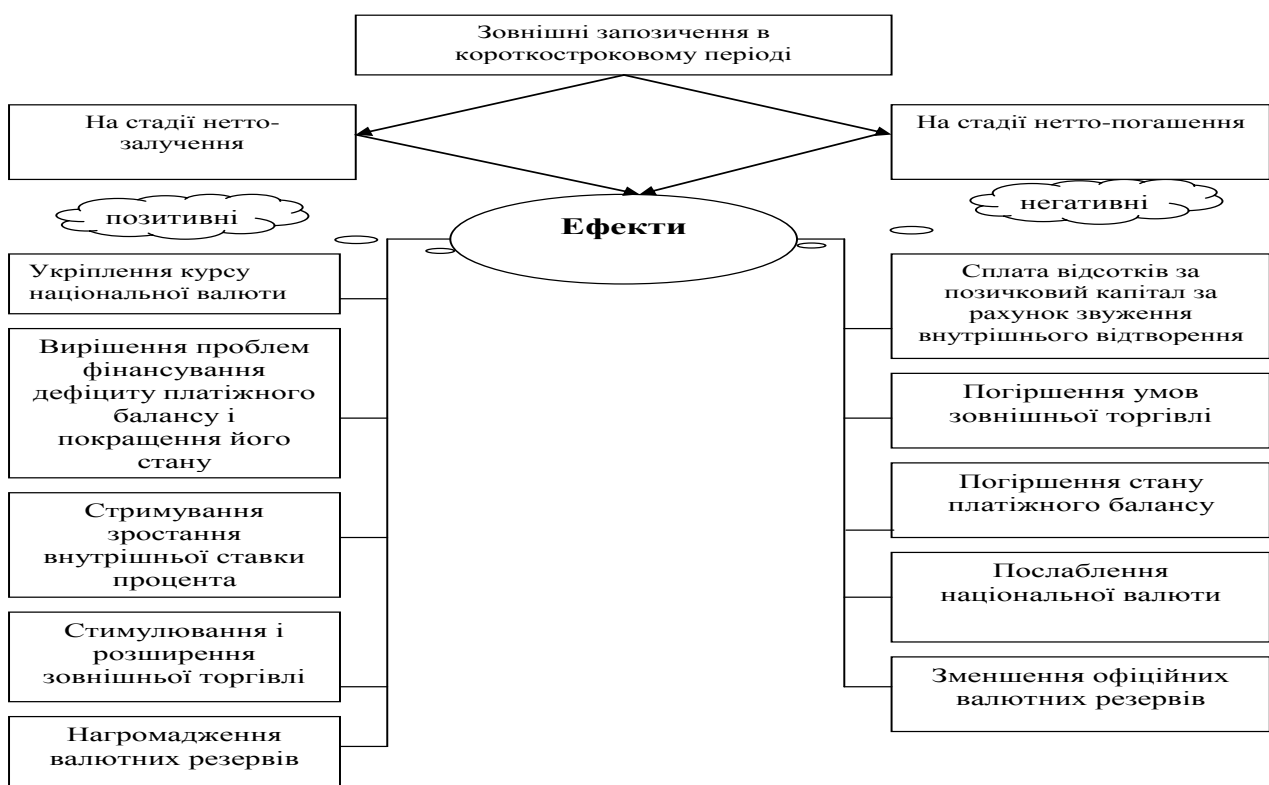 Зовнішні запозичення в
короткостроковому періоді
На стадії нетто-
залучення
На стадії нетто-погашення
позитивні
негативні
Ефекти
Укріплення курсу
національної валюти
Вирішення проблем
фінансування
дефіциту платіжного
балансу і
покращення його
стану
Стримування
зростання
внутрішньої ставки
процента
Стимулювання і
розширення
зовнішньої торгівлі
Нагромадження
валютних резервів
Сплата відсотків за
позичковий капітал за
рахунок звуження
внутрішнього відтворення
Погіршення умов
зовнішньої торгівлі
Погіршення стану
платіжного балансу
Послаблення
національної валюти
Зменшення офіційних
валютних резервів